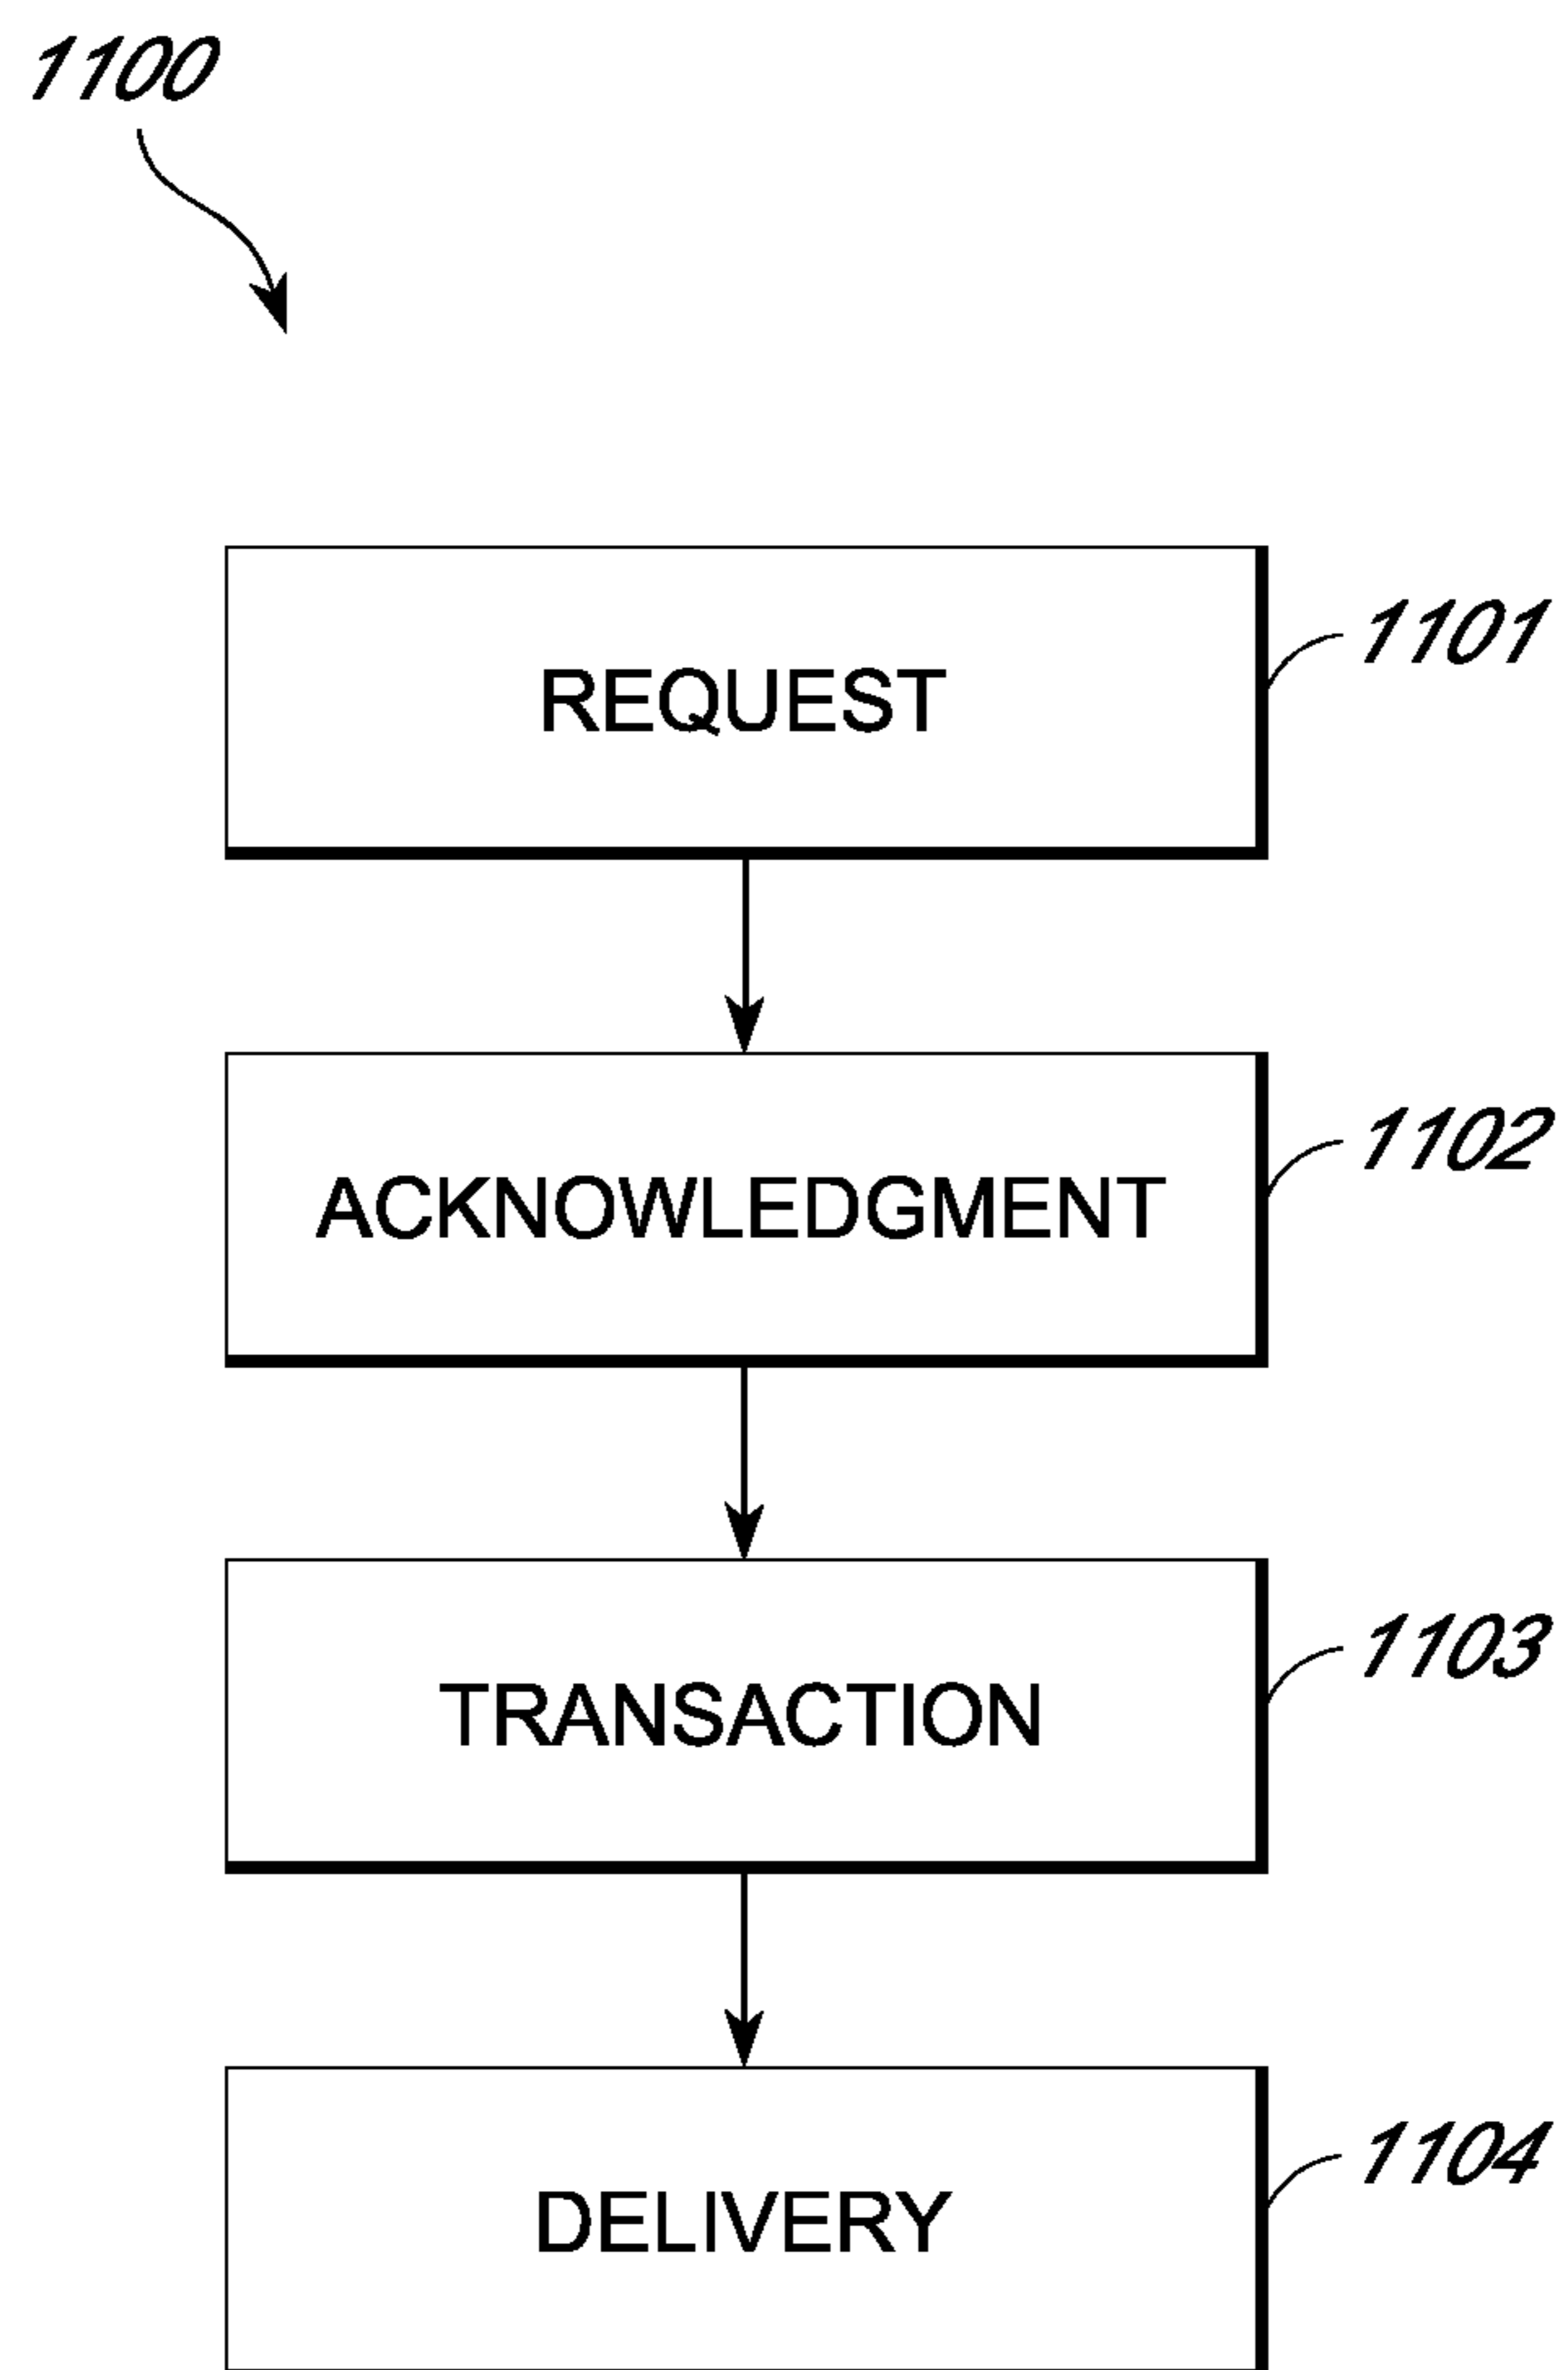 1100
REQUEST
1101
ACKNOWLEDGMENT
1102
TRANSACTION
1103
DELIVERY
1104